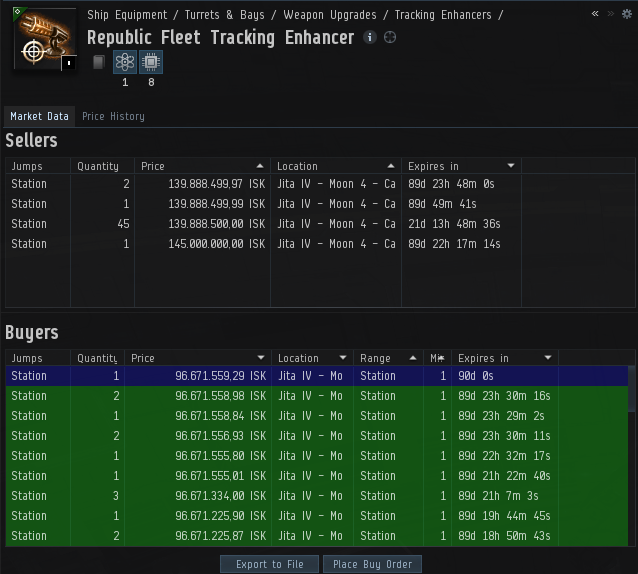 Ship Equipment / Turrets & Bays / Weapon Upgrades / Tracking Enhancers /
Republic Fleet Tracking Enhancer
1 8
Market Data Price History
Sellers
Jumps Quantity Price Location Expires in
Station 2 139.888.499,97 ISK Jita IV - Moon 4 - Ca 89d 23h 48m 0s
Station 1 139.888.499,99 ISK Jita IV - Moon 4 - Ca 89d 49m 41s
Station 45 139.888.500,00 ISK Jita IV - Moon 4 - Ca 21d 13h 48m 36s
Station 1 145.000.000,00 ISK Jita IV - Moon 4 - Ca 89d 22h 17m 14s
Buyers
Jumps Quantity Price Location Range Expires in
Station 1 96.671.559,29 ISK Jita IV - Mo Station 1 90d 0s
Station 2 96.671.558,98 ISK Jita IV - Mo Station 1 89d 23h 30m 16s
Station 1 96.671.558,84 ISK Jita IV - Mo Station 1 89d 23h 29m 2s
Station 2 96.671.556,93 ISK Jita IV - Mo Station 1 89d 23h 30m 11s
Station 1 96.671.555,80 ISK Jita IV - Mo Station 1 89d 22h 32m 17s
Station 1 96.671.555,01 ISK Jita IV - Mo Station 1 89d 21h 22m 40s
Station 3 96.671.334,00 ISK Jita IV - Mo Station 1 89d 21h 7m 3s
Station 1 96.671.225,90 ISK Jita IV - Mo Station 1 89d 19h 44m 45s
Station 2 96.671.225,87 ISK Jita IV - Mo Station 1 89d 18h 50m 43s
Export to File Place Buy Order